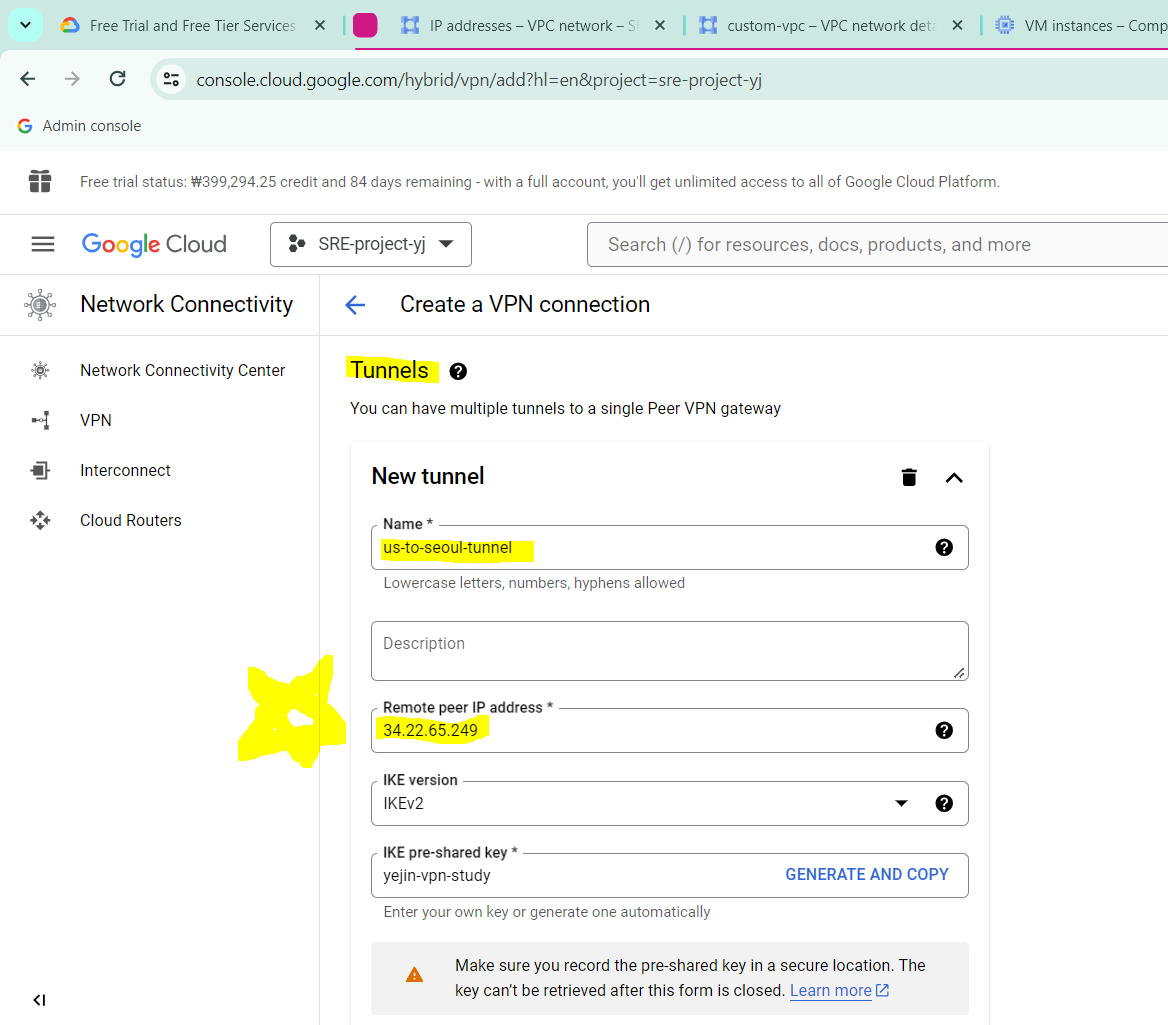 Free Trial and Free Tier Services
IP addresses – VPC network – S
custom-vpc – VPC network deta
VM instances – Comp
console.cloud.google.com/hybrid/vpn/add?hl=en&project=sre-project-yj
Admin console
Free trial status: ₩399,294.25 credit and 84 days remaining - with a full account, you'll get unlimited access to all of Google Cloud Platform.
Google Cloud
SRE-project-yj
Search (/) for resources, docs, products, and more
Network Connectivity
Create a VPN connection
Network Connectivity Center
VPN
Interconnect
Cloud Routers
Tunnels
You can have multiple tunnels to a single Peer VPN gateway
New tunnel
Name *
us-to-seoul-tunnel
Lowercase letters, numbers, hyphens allowed
Description
Remote peer IP address *
34.22.65.249
IKE version
IKEv2
IKE pre-shared key *
yejin-vpn-study
GENERATE AND COPY
Enter your own key or generate one automatically
Make sure you record the pre-shared key in a secure location. The
key can't be retrieved after this form is closed. Learn more